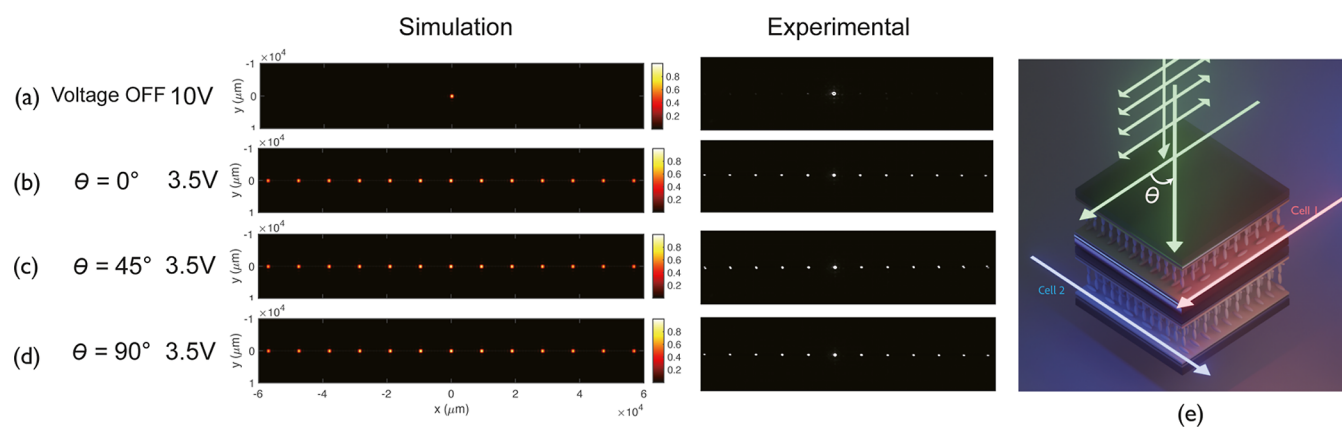 Simulation Experimental
(a) Voltage OFF 10V
×10⁴
-1
0
1
y (μm)
0.8
0.6
0.4
0.2
(b) Θ = 0° 3.5V
×10⁴
-1
0
1
y (μm)
0.8
0.6
0.4
0.2
(c) Θ = 45° 3.5V
×10⁴
-1
0
1
y (μm)
0.8
0.6
0.4
0.2
(d) Θ = 90° 3.5V
×10⁴
-1
0
1
y (μm)
0.8
0.6
0.4
0.2
-6 -4 -2 0 2 4 6
x (μm) ×10⁴
Θ
Cell 1
Cell 2
(e)